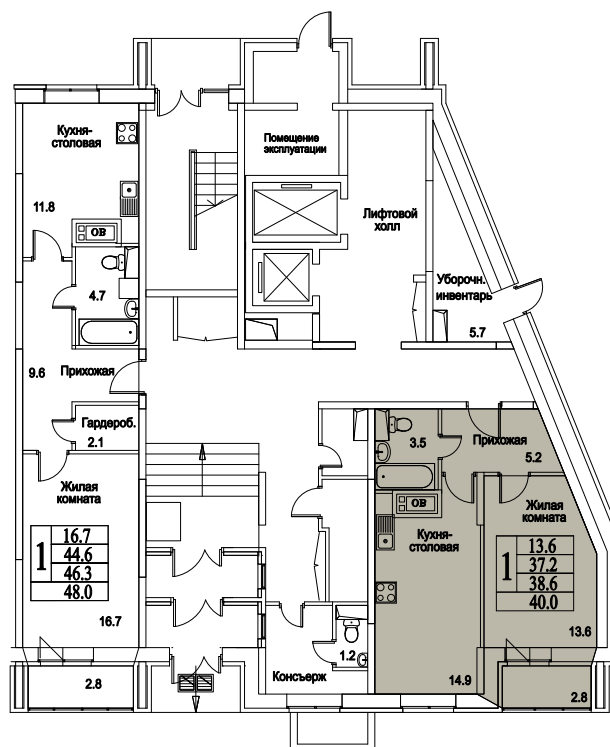 Кухня-
столовая
11.8
ОВ
4.7
9.6
Прихожая
Гардероб.
2.1
Жилая
комната
1
16.7
44.6
46.3
48.0
16.7
2.8
Помещение
эксплуатации
Лифтовой
холл
Уборочн.
инвентарь
5.7
3.5
Прихожая
5.2
ОВ
Кухня-
столовая
Жилая
комната
1
13.6
37.2
38.6
40.0
13.6
14.9
2.8
1.2
Консьерж